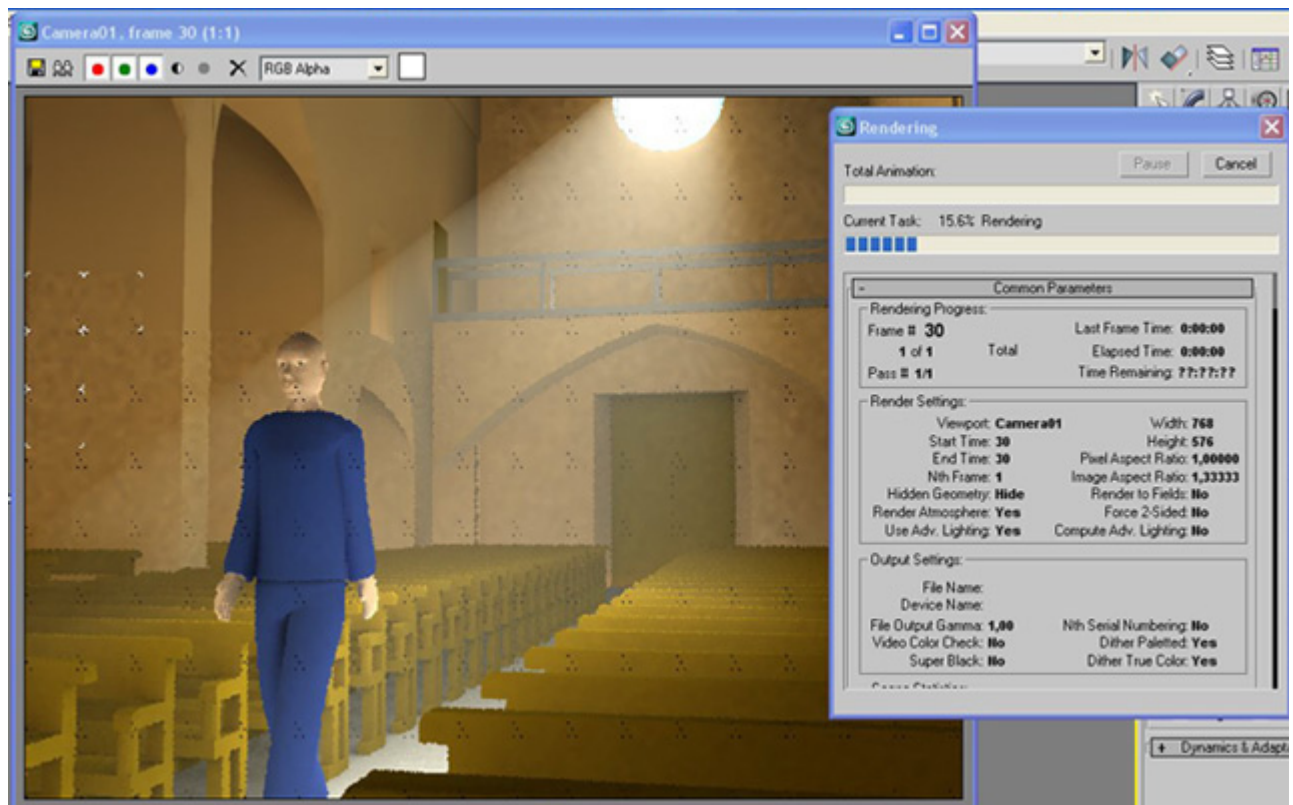 Camera01, frame 30 (1:1)
RGB Alpha
Rendering
Total Animation:
Pause Cancel
Current Task: 15.6% Rendering
- Common Parameters
Rendering Progress:
Frame # 30 Last Frame Time: 0:00:00
1 of 1 Total Elapsed Time: 0:00:00
Pass # 1/1 Time Remaining: ??:??:??
Render Settings:
Viewport: Camera01 Width: 768
Start Time: 30 Height: 576
End Time: 30 Pixel Aspect Ratio: 1,00000
Nth Frame: 1 Image Aspect Ratio: 1,33333
Hidden Geometry: Hide Render to Fields: No
Render Atmosphere: Yes Force 2-Sided: No
Use Adv. Lighting: Yes Compute Adv. Lighting: No
Output Settings:
File Name:
Device Name:
File Output Gamma: 1,00 Nth Serial Numbering: No
Video Color Check: No Dither Paletted: Yes
Super Black: No Dither True Color: Yes
+ Dynamics & Adapta